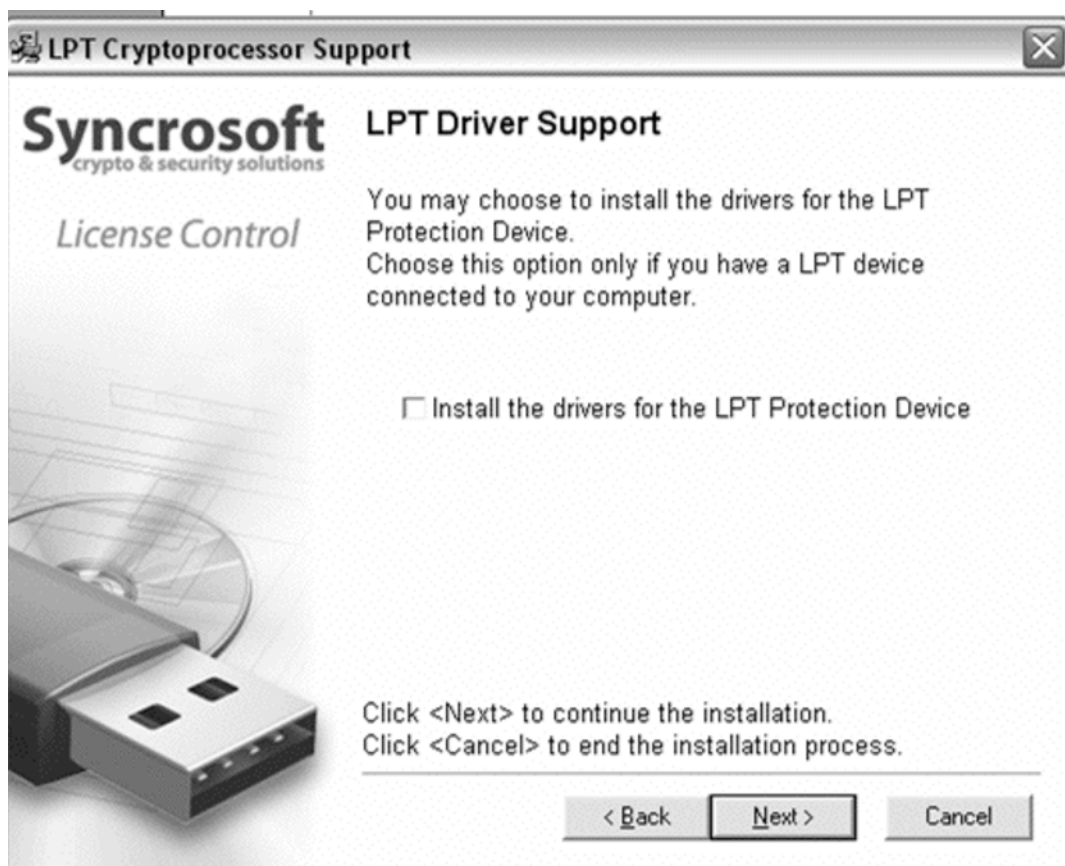 LPT Cryptoprocessor Support
Syncrosoft
crypto & security solutions
License Control
LPT Driver Support
You may choose to install the drivers for the LPT
Protection Device.
Choose this option only if you have a LPT device
connected to your computer.
Install the drivers for the LPT Protection Device
Click <Next> to continue the installation.
Click <Cancel> to end the installation process.
< Back
Next >
Cancel